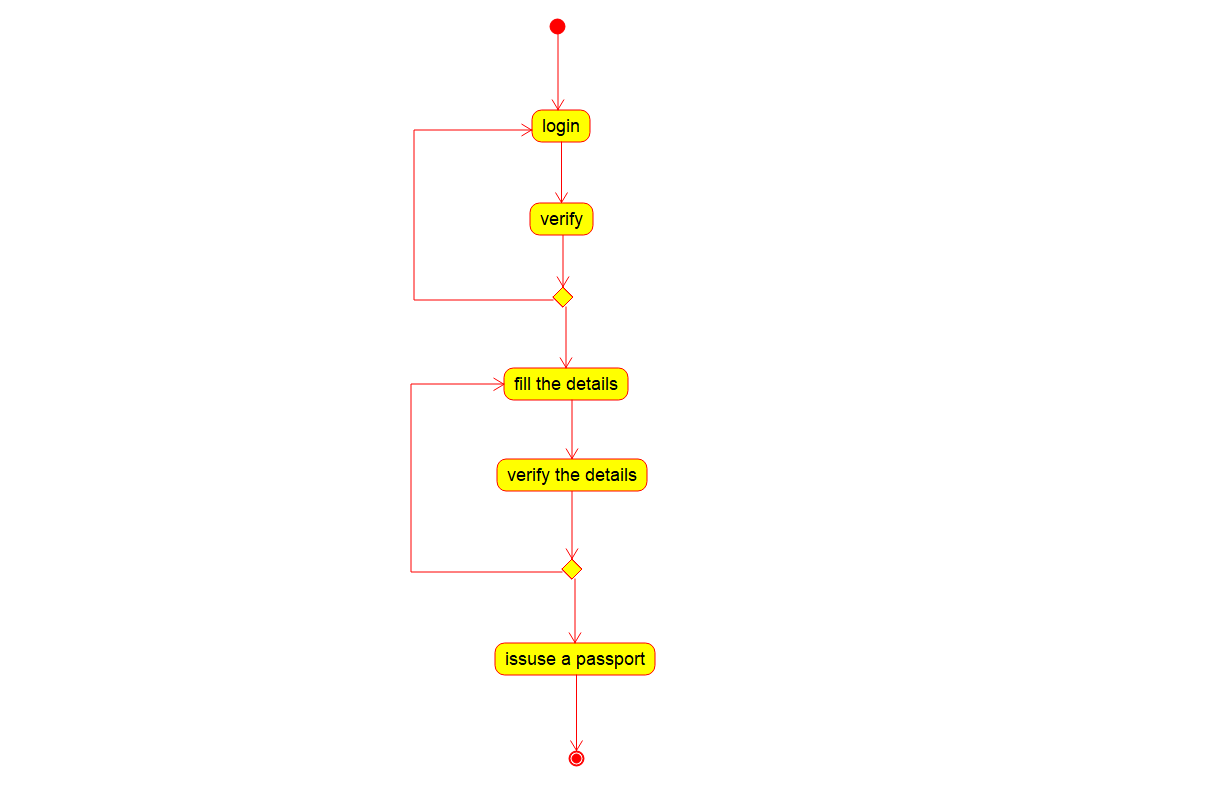 login
verify
fill the details
verify the details
issuse a passport